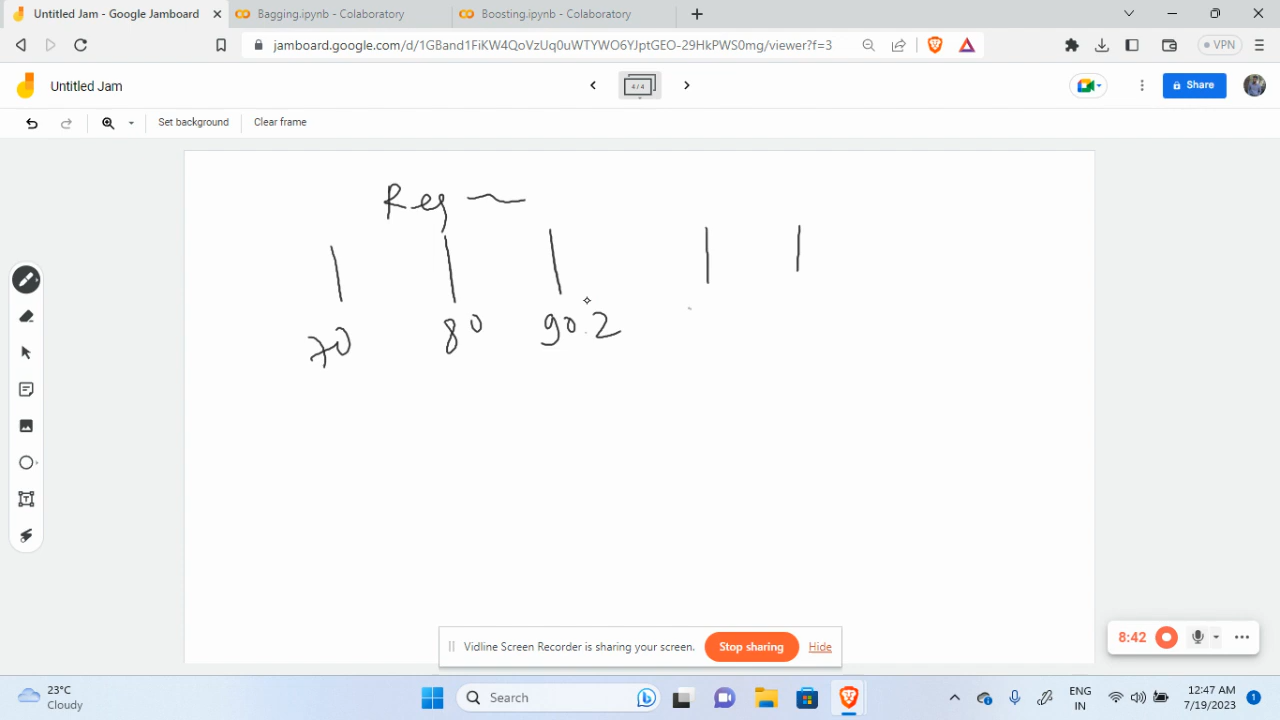 Untitled Jam - Google Jamboard
Bagging.ipynb - Colaboratory
Boosting.ipynb - Colaboratory
jamboard.google.com/d/1GBand1FiKW4QoVzUq0uWTYWO6YJptGEO-29HkPWS0mg/viewer?f=3
VPN
Untitled Jam
4 / 4
Share
Set background
Clear frame
Reg
70 80 90.2
Vidline Screen Recorder is sharing your screen.
Stop sharing
Hide
8:42
23°C
Cloudy
Search
ENG
IN
12:47 AM
7/19/2023
1